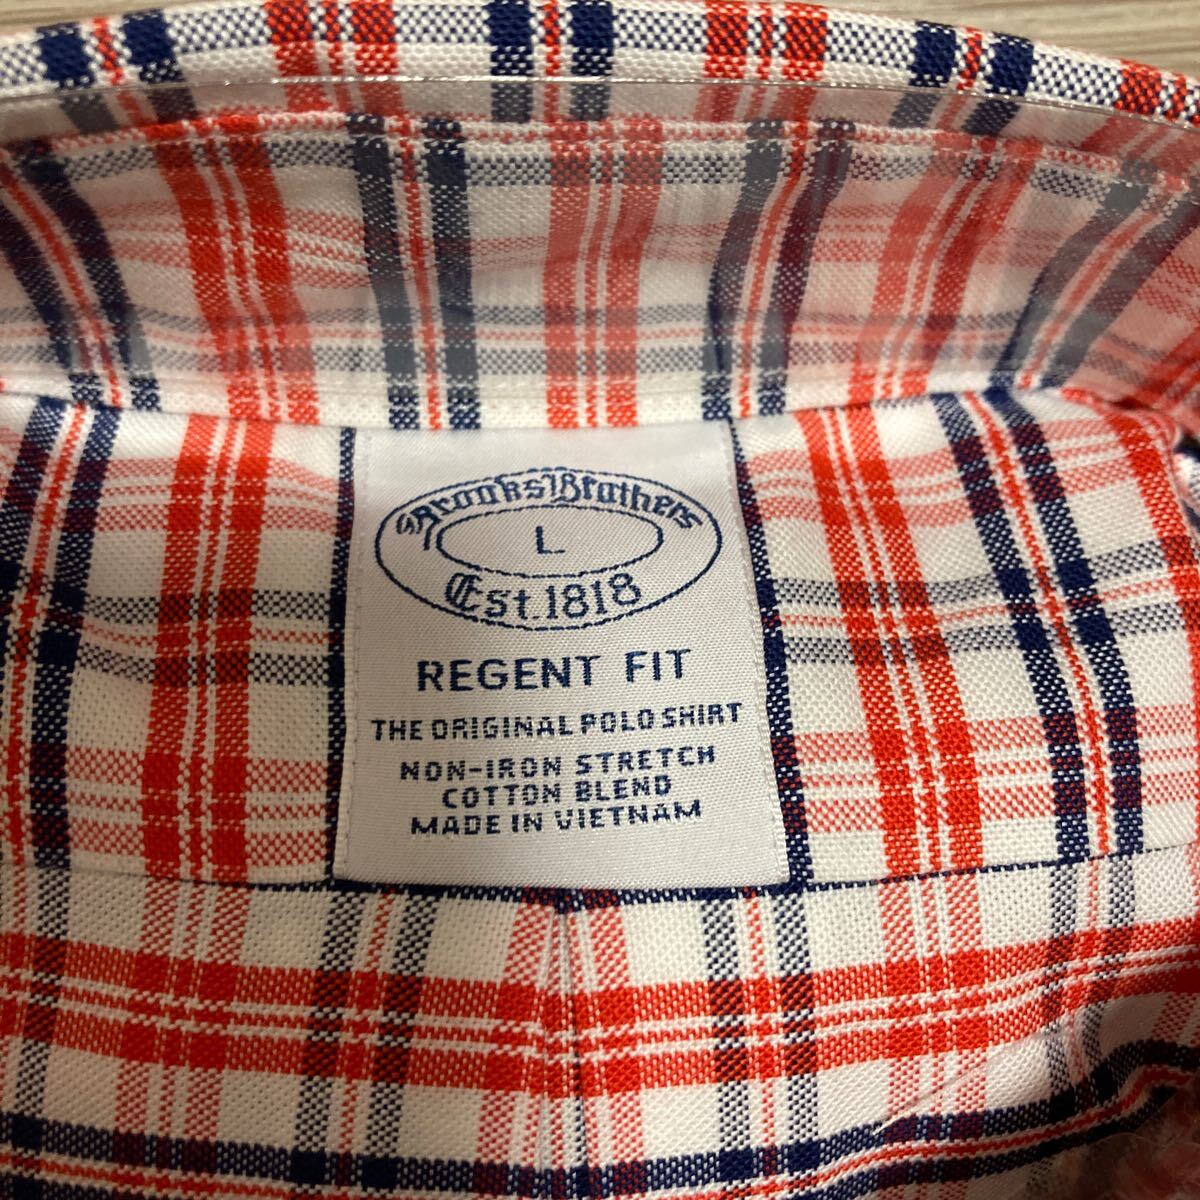 Brooks Brothers
L
Est. 1818
REGENT FIT
THE ORIGINAL POLO SHIRT
NON-IRON STRETCH
COTTON BLEND
MADE IN VIETNAM